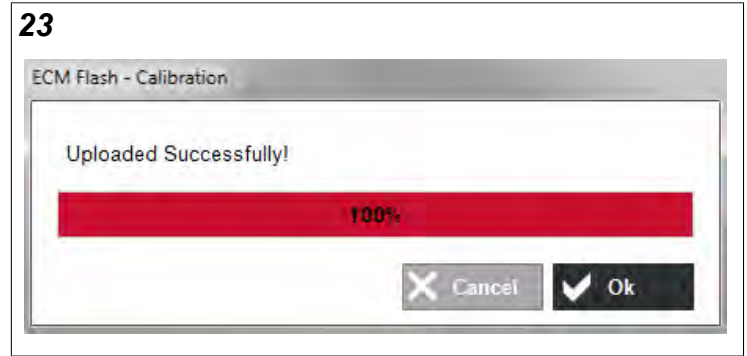 23
ECM Flash - Calibration
Uploaded Successfully!
100%
Cancel Ok